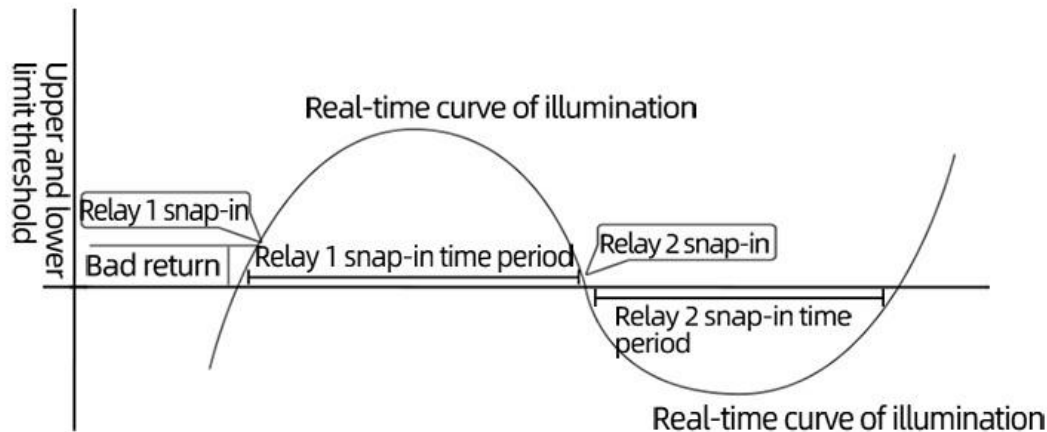 Upper and lower
limit threshold
Real-time curve of illumination
Relay 1 snap-in
Bad return
Relay 1 snap-in time period
Relay 2 snap-in
Relay 2 snap-in time
period
Real-time curve of illumination